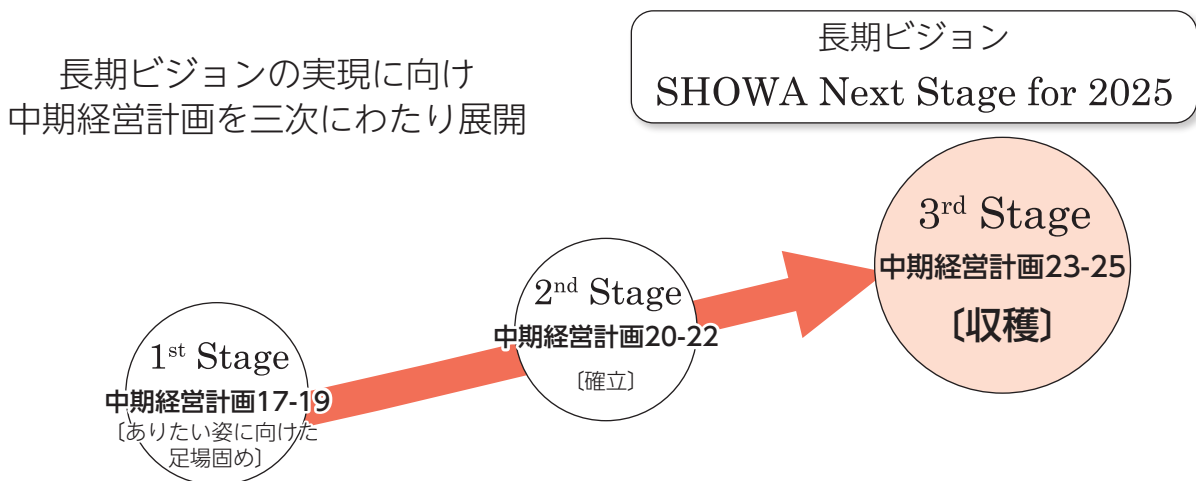 長期ビジョンの実現に向け
中期経営計画を三次にわたり展開
長期ビジョン
SHOWA Next Stage for 2025
1st Stage
中期経営計画17-19
〔ありたい姿に向けた
足場固め〕
2nd Stage
中期経営計画20-22
〔確立〕
3rd Stage
中期経営計画23-25
〔収穫〕